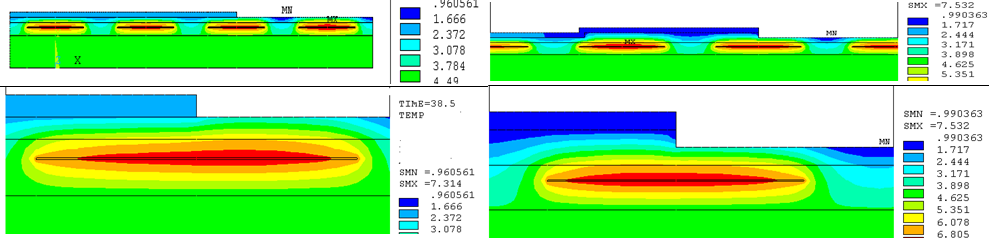 MN
MX
X
.960561
1.666
2.372
3.078
3.784
4.49
SMX =7.532
.990363
1.717
2.444
3.171
3.898
4.625
5.351
MX
MN
TIME=38.5
TEMP
SMN =.960561
SMX =7.314
.960561
1.666
2.372
3.078
MN
SMN =.990363
SMX =7.532
.990363
1.717
2.444
3.171
3.898
4.625
5.351
6.078
6.805